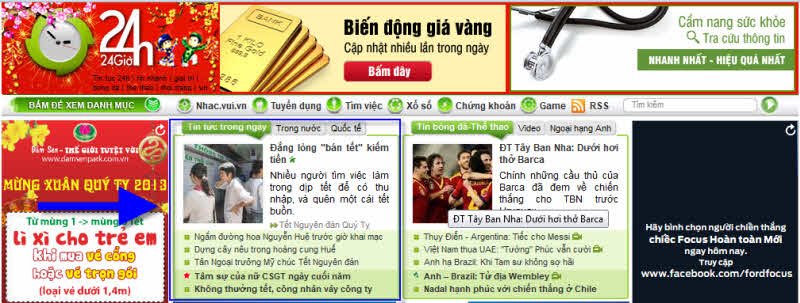 24h
24GIỜ
Tin tức 24h | tin nhanh | giải trí |
bóng đá | thể thao | thời trang | vn
BANK
1 KILO
Fine Gold
285
Biến động giá vàng
Cập nhật nhiều lần trong ngày
Bấm đây
Cẩm nang sức khỏe
Tra cứu thông tin
NHANH NHẤT - HIỆU QUẢ NHẤT
BẤM ĐỂ XEM DANH MỤC
Nhac.vui.vn
Tuyển dụng
Tìm việc
Xổ số
Chứng khoán
Game
RSS
Tìm kiếm
Đầm Sen - THẾ GIỚI TUYỆT VỜI
www.damsenpark.com.vn
MỪNG XUÂN QUÝ TỴ 2013
Từ mùng 1 -> mùng 5 Tết
lì xì cho trẻ em
khi mua vé cổng
hoặc vé trọn gói
(loại vé dưới 1,4m)
Tin tức trong ngày
Trong nước
Quốc tế
Đắng lòng "bán tết" kiếm
tiền
Nhiều người tìm việc làm
trong dịp tết để có thu
nhập, và quên một cái tết
buồn.
Tết Nguyên đán Quý Tỵ
Ngắm đường hoa Nguyễn Huệ trước giờ khai mạc
Dựng cây nêu trong hoàng cung Huế
Tân Ngoại trưởng Mỹ chúc Tết Nguyên đán
Tâm sự của nữ CSGT ngày cuối năm
Không thưởng tết, công nhân vây công ty
Tin bóng đá-Thể thao
Video
Ngoại hạng Anh
ĐT Tây Ban Nha: Dưới hơi
thở Barca
Chính những cầu thủ của
Barca đã đem về chiến
thắng cho TBN trước
ĐT Tây Ban Nha: Dưới hơi thở Barca
Thụy Điển - Argentina: Tiếc cho Messi
Việt Nam thua UAE: "Tướng" Phúc vẫn cười
Anh hạ Brazil: Khi Tam sư không sợ hãi
Anh – Brazil: Tử địa Wembley
Nadal hạnh phúc với chiến thắng ở Chile
Hãy bình chọn người chiến thắng
chiếc Focus Hoàn toàn Mới
ngay hôm nay.
Truy cập
www.facebook.com/fordfocus